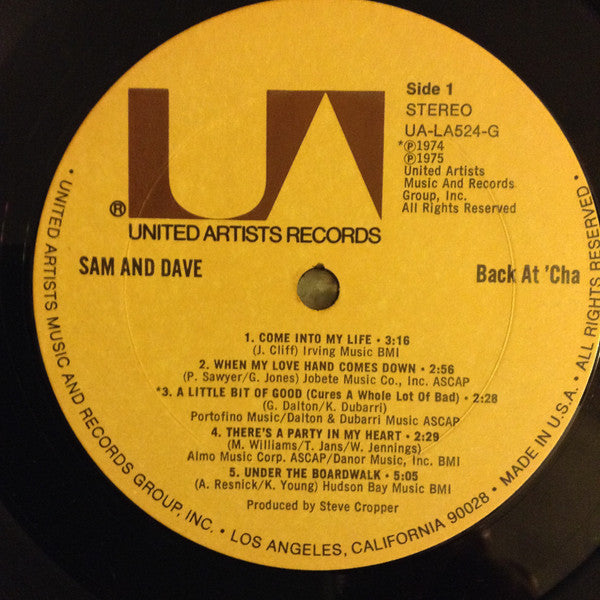 UA
®
UNITED ARTISTS RECORDS
Side 1
STEREO
UA-LA524-G
*℗1974
℗1975
United Artists
Music And Records
Group, Inc.
All Rights Reserved
SAM AND DAVE
Back At 'Cha
1. COME INTO MY LIFE • 3:16
(J. Cliff) Irving Music BMI
2. WHEN MY LOVE HAND COMES DOWN • 2:56
(P. Sawyer/G. Jones) Jobete Music Co., Inc. ASCAP
*3. A LITTLE BIT OF GOOD (Cures A Whole Lot Of Bad) • 2:28
(G. Dalton/K. Dubarri)
Portofino Music/Dalton & Dubarri Music ASCAP
4. THERE'S A PARTY IN MY HEART • 2:29
(M. Williams/T. Jans/W. Jennings)
Almo Music Corp. ASCAP/Danor Music, Inc. BMI
5. UNDER THE BOARDWALK • 5:05
(A. Resnick/K. Young) Hudson Bay Music BMI
Produced by Steve Cropper
• UNITED ARTISTS MUSIC AND RECORDS GROUP, INC. • LOS ANGELES, CALIFORNIA 90028 • MADE IN U.S.A. • ALL RIGHTS RESERVED •